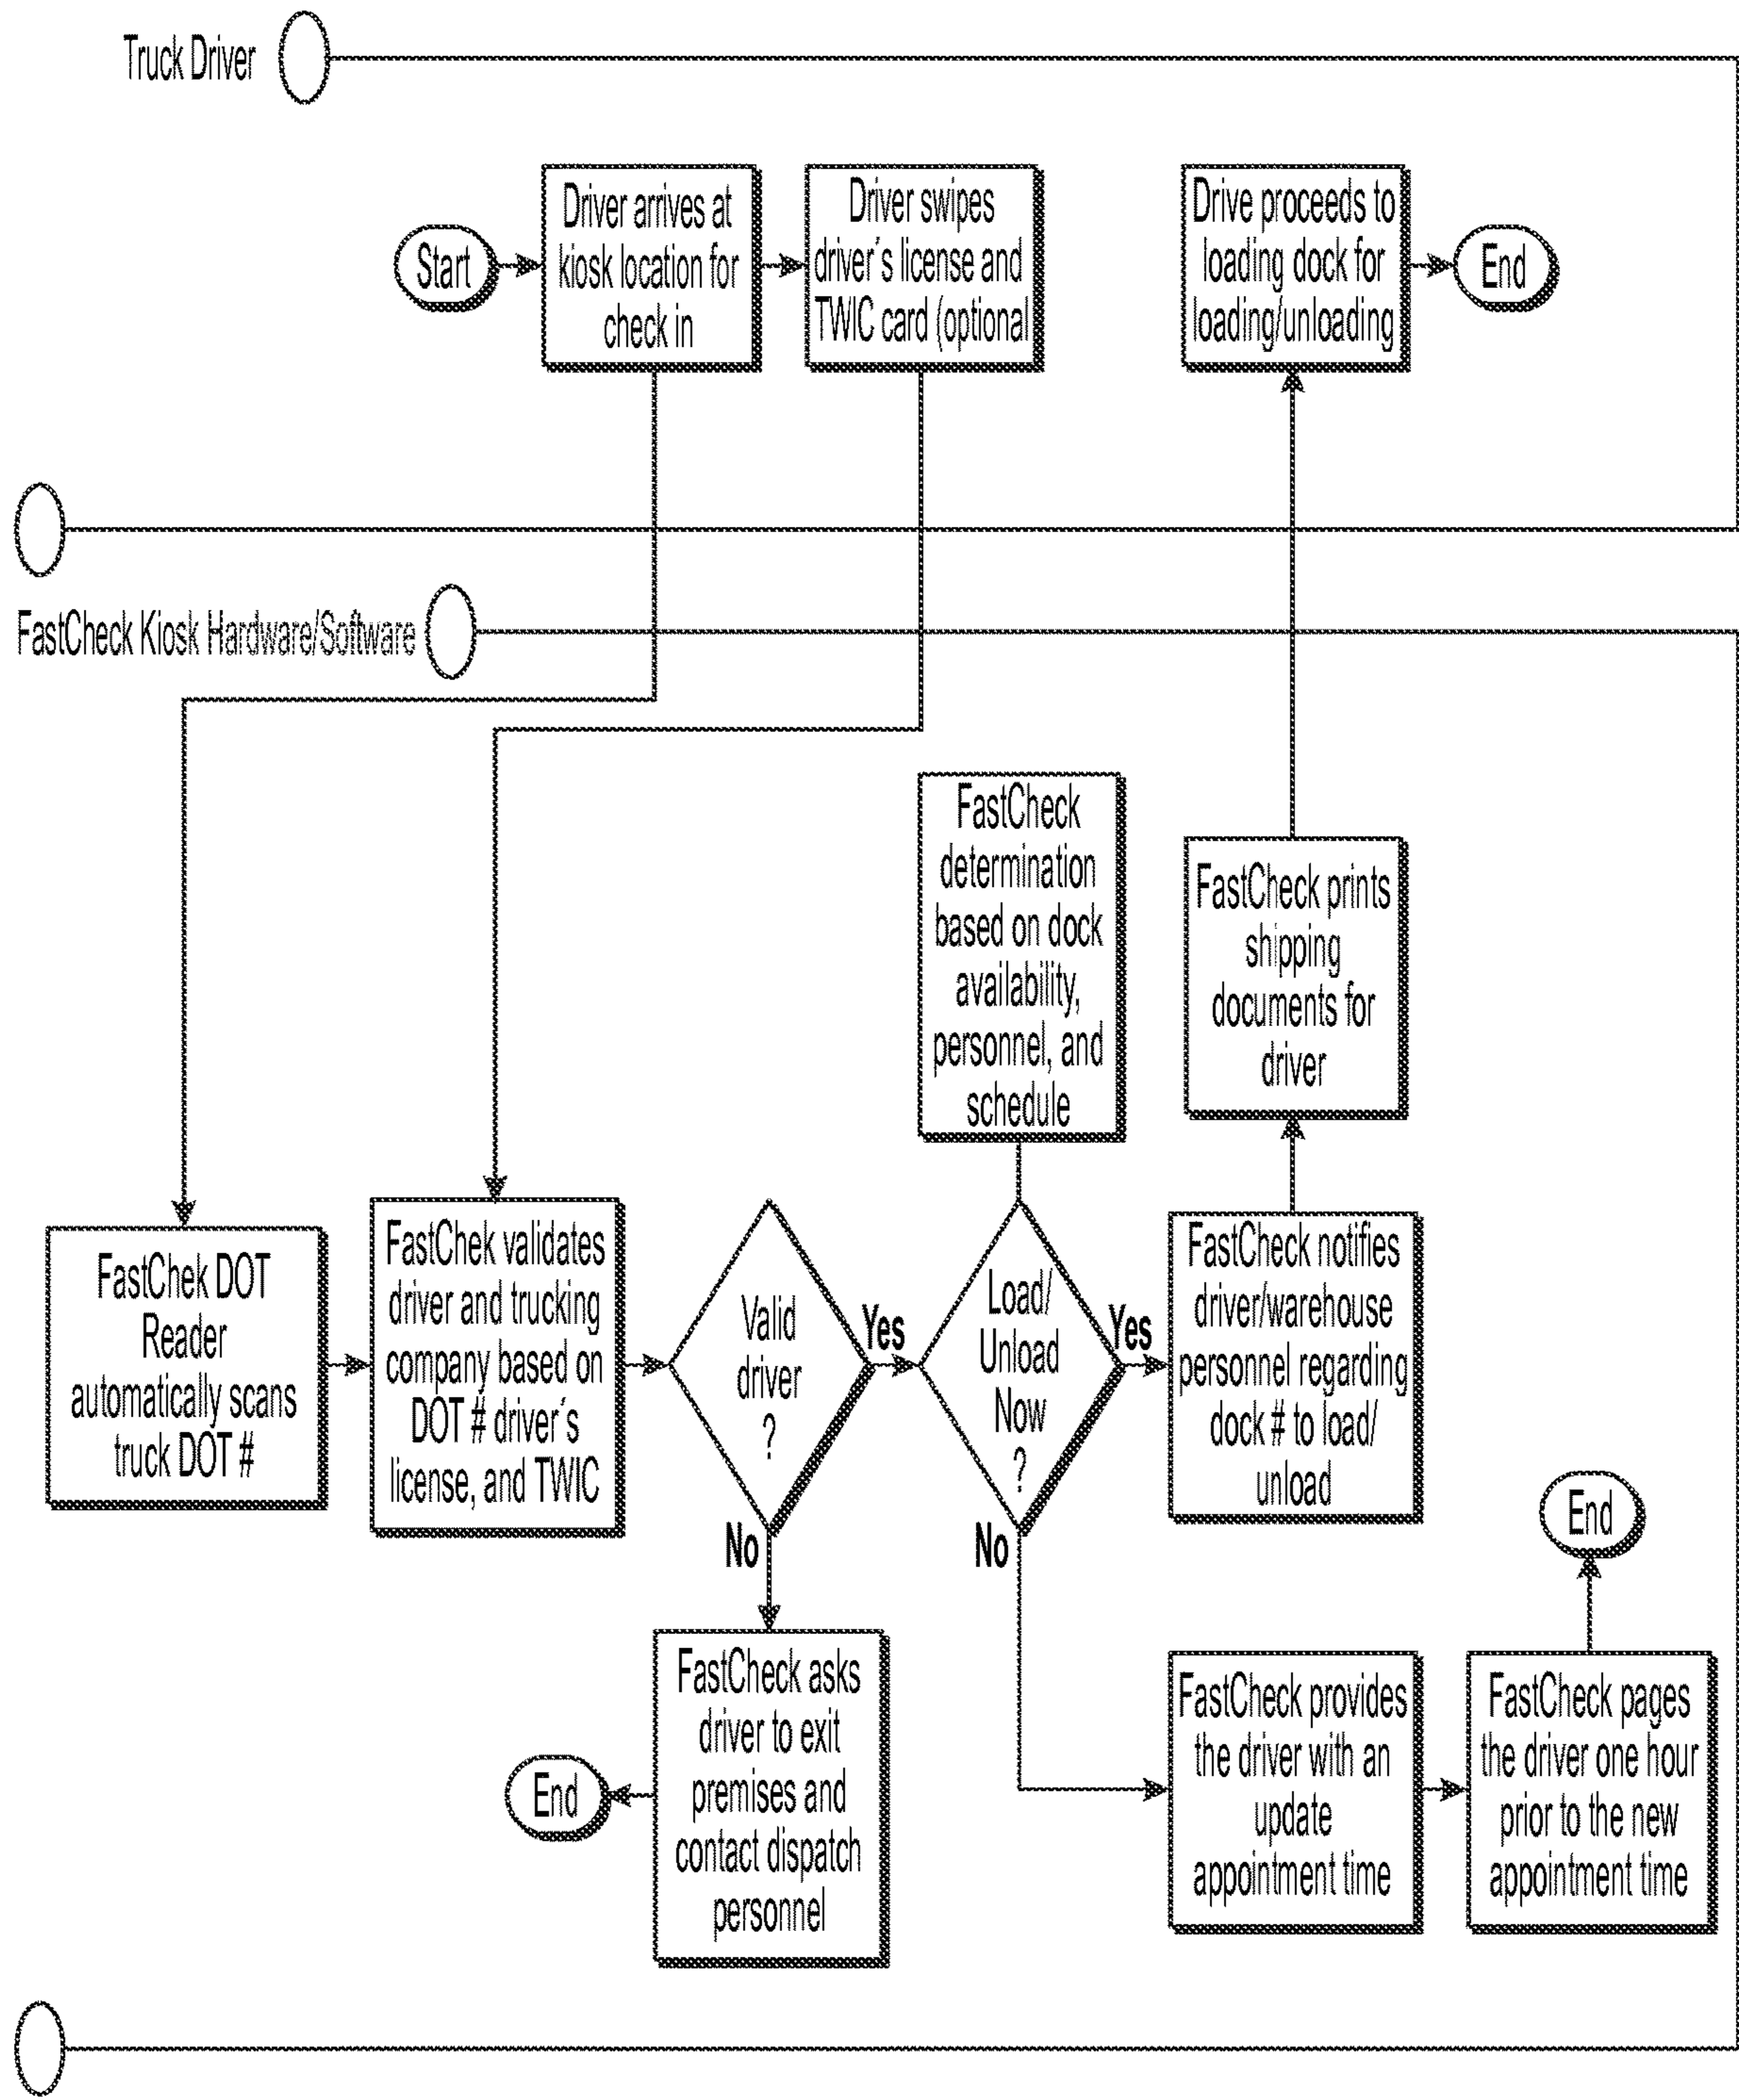 Truck Driver
Start
Driver arrives at
kiosk location for
check in
Driver swipes
driver´s license and
TWIC card (optional
Drive proceeds to
loading dock for
loading/unloading
End
FastCheck Kiosk Hardware/Software
FastCheck
determination
based on dock
availability,
personnel, and
schedule
FastCheck prints
shipping
documents for
driver
FastChek DOT
Reader
automatically scans
truck DOT #
FastChek validates
driver and trucking
company based on
DOT # driver´s
license, and TWIC
Valid
driver
?
Yes
No
Load/
Unload
Now
?
Yes
No
FastCheck notifies
driver/warehouse
personnel regarding
dock # to load/
unload
End
FastCheck asks
driver to exit
premises and
contact dispatch
personnel
End
FastCheck provides
the driver with an
update
appointment time
FastCheck pages
the driver one hour
prior to the new
appointment time